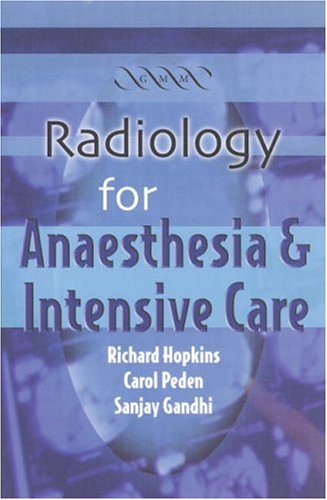 GMM
Radiology
for
Anaesthesia &
Intensive Care
Richard Hopkins
Carol Peden
Sanjay Gandhi